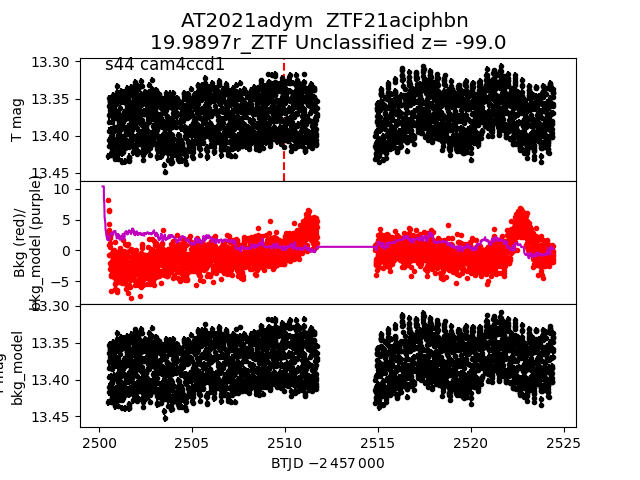 AT2021adym  ZTF21aciphbn
19.9897r_ZTF Unclassified z= -99.0
s44 cam4ccd1
T mag
13.30
13.35
13.40
13.45
Bkg (red)/
bkg_model (purple)
10
5
0
−5
bkg_model
13.30
13.35
13.40
13.45
2500
2505
2510
2515
2520
2525
BTJD −2 457 000